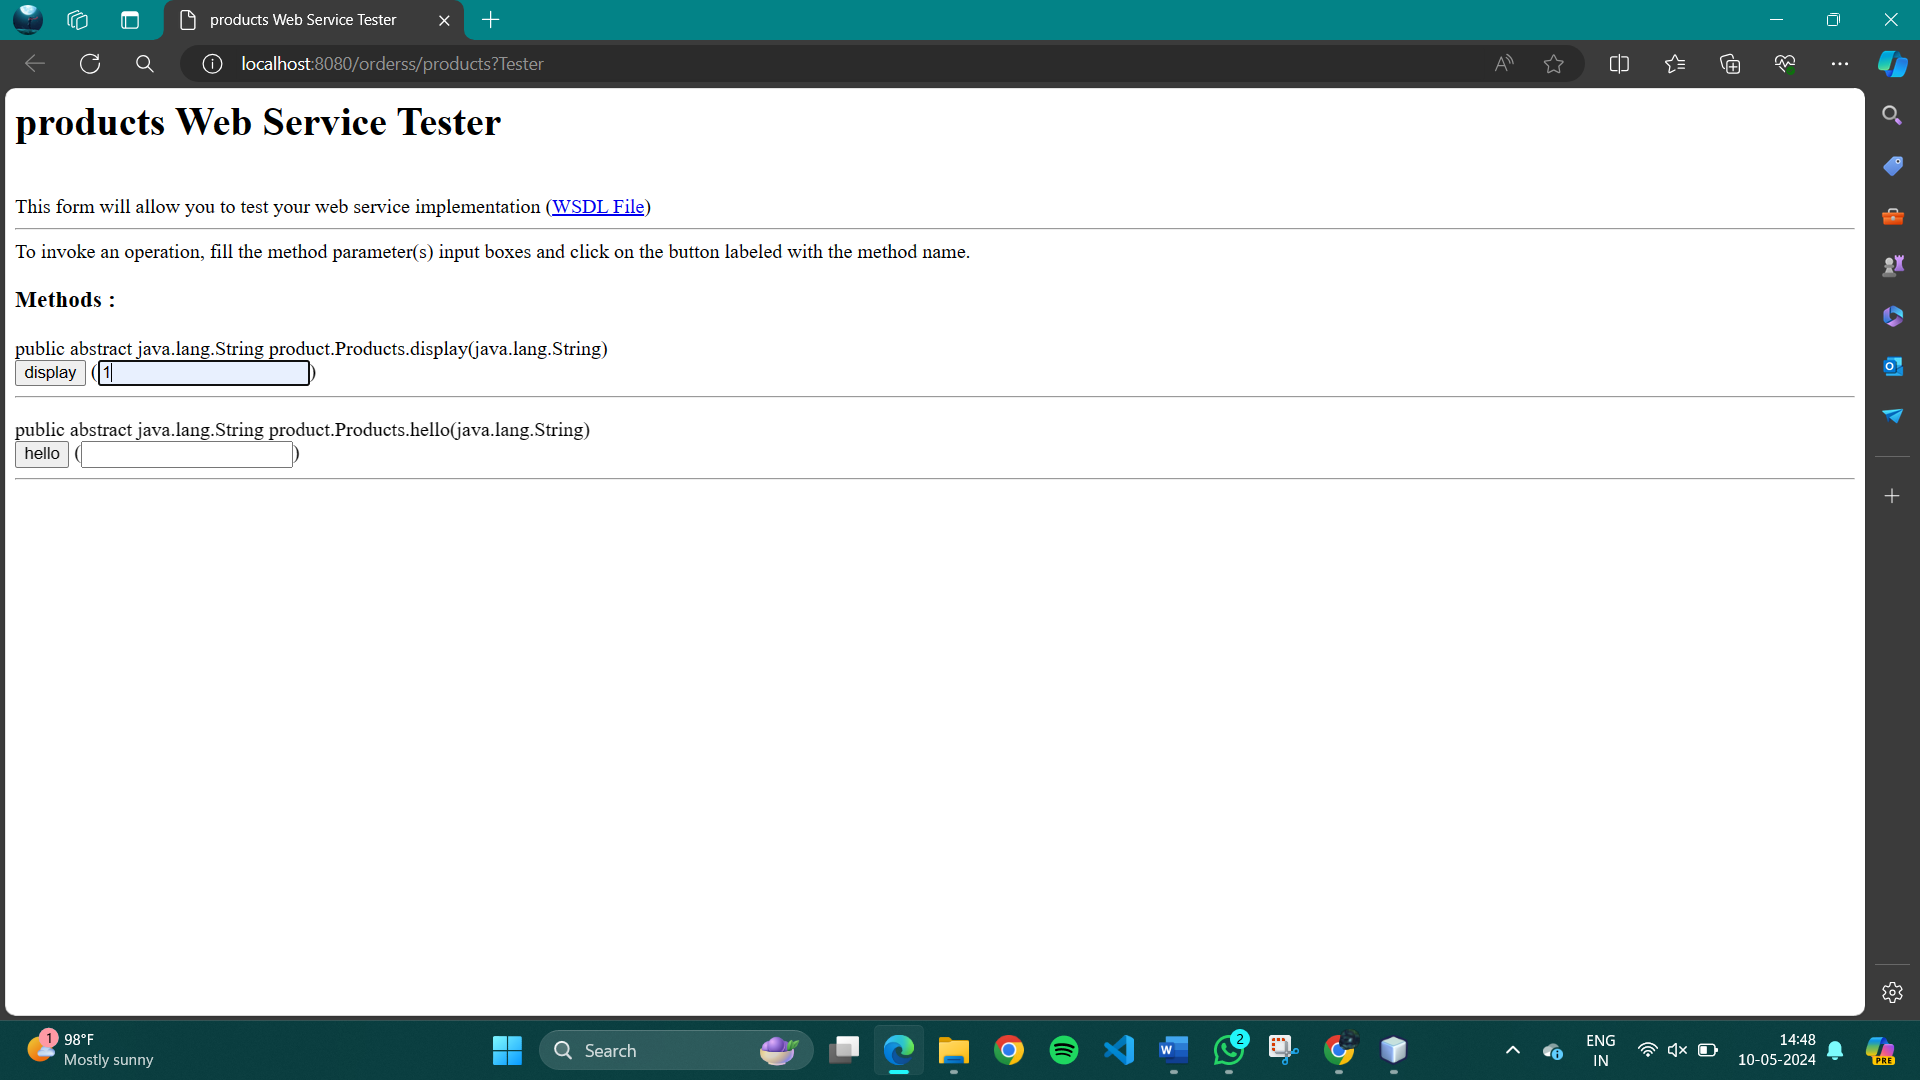 products Web Service Tester
localhost:8080/orderss/products?Tester
products Web Service Tester
This form will allow you to test your web service implementation (WSDL File)
To invoke an operation, fill the method parameter(s) input boxes and click on the button labeled with the method name.
Methods :
public abstract java.lang.String product.Products.display(java.lang.String)
display (1)
public abstract java.lang.String product.Products.hello(java.lang.String)
hello ()
1 98°F
Mostly sunny
Search
2
ENG
IN
14:48
10-05-2024
PRE